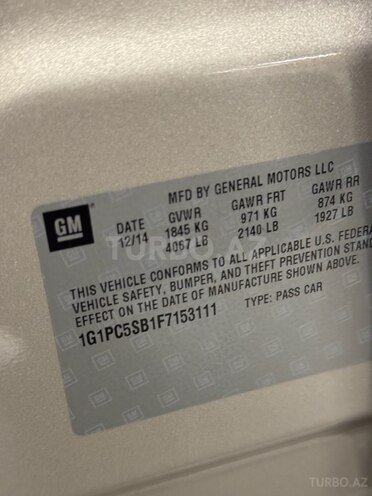 MFD BY GENERAL MOTORS LLC
GM
DATE GVWR GAWR FRT GAWR RR
12/14 1845 KG 971 KG 874 KG
4067 LB 2140 LB 1927 LB
THIS VEHICLE CONFORMS TO ALL APPLICABLE U.S. FEDERA
VEHICLE SAFETY, BUMPER, AND THEFT PREVENTION STAND
EFFECT ON THE DATE OF MANUFACTURE SHOWN ABOVE.
1G1PC5SB1F7153111 TYPE: PASS CAR
TURBO.AZ
TURBO.AZ